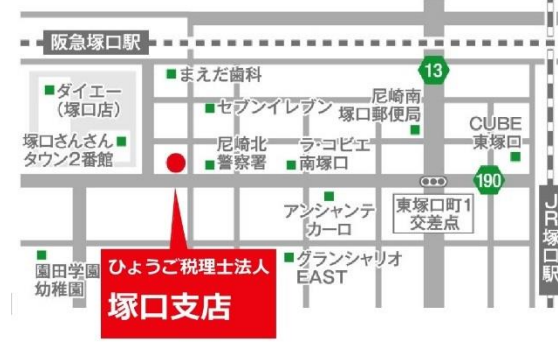 阪急塚口駅
13
まえだ歯科
ダイエー
（塚口店）
セブンイレブン
尼崎南
塚口郵便局
CUBE
東塚口
塚口さんさん
タウン2番館
尼崎北
警察署
ラ・コピエ
南塚口
190
アンシャンテ
カーロ
東塚口町1
交差点
JR塚口駅
園田学園
幼稚園
ひょうご税理士法人
塚口支店
グランシャリオ
EAST